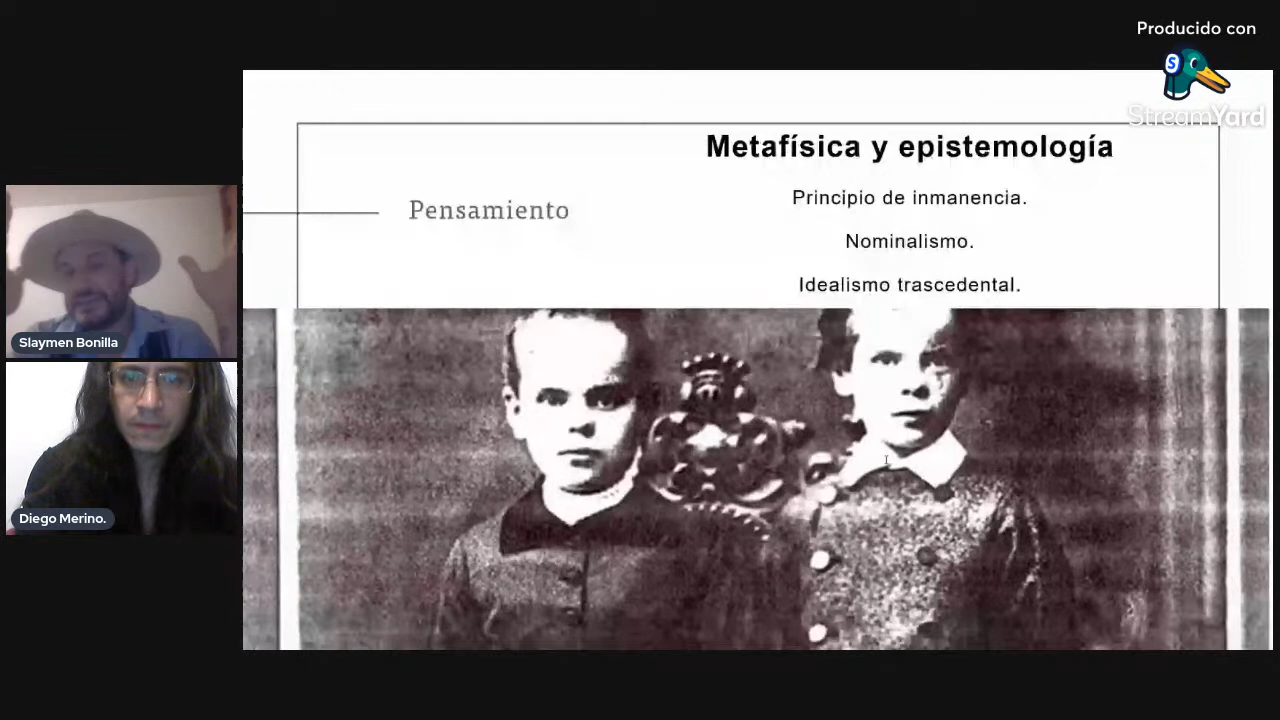 Producido con
StreamYard
Metafísica y epistemología
Principio de inmanencia.
Pensamiento
Nominalismo.
Idealismo trascedental.
Slaymen Bonilla
Diego Merino.